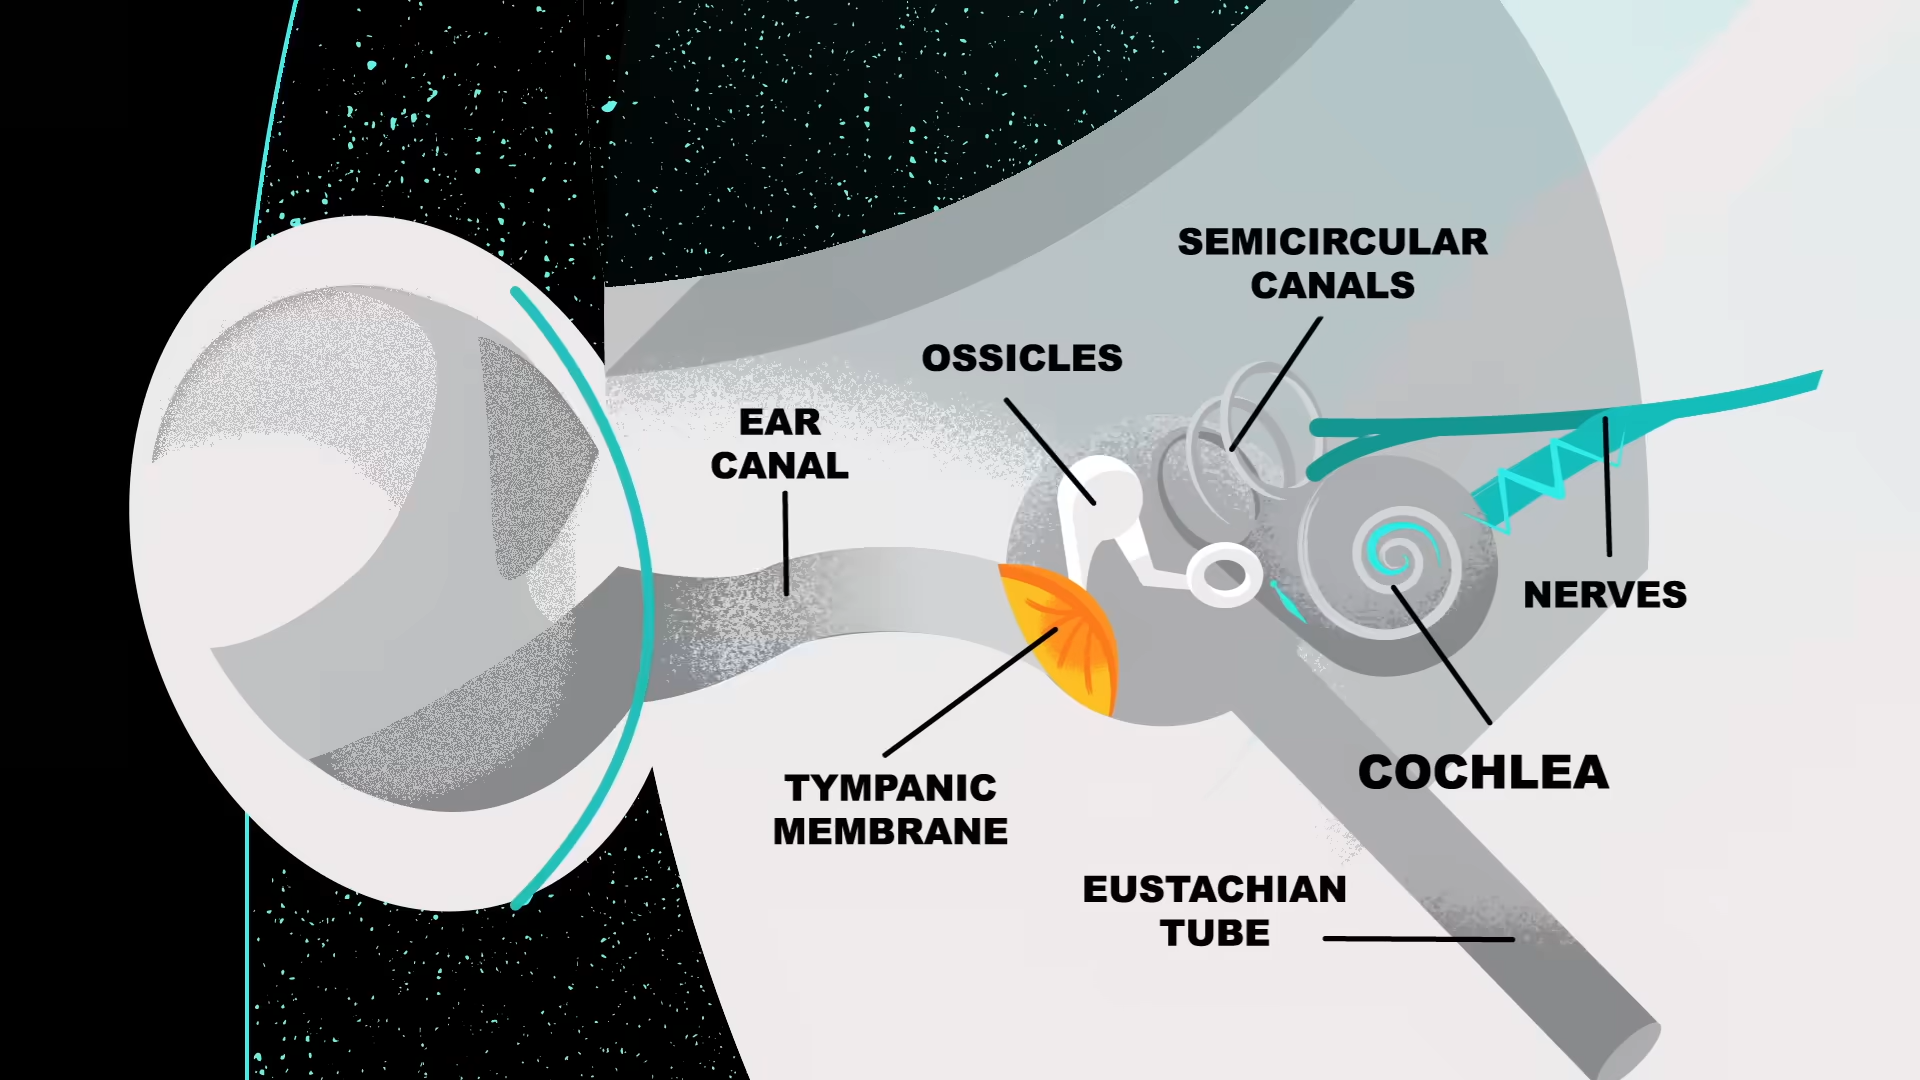 SEMICIRCULAR
CANALS
OSSICLES
EAR
CANAL
NERVES
COCHLEA
TYMPANIC
MEMBRANE
EUSTACHIAN
TUBE